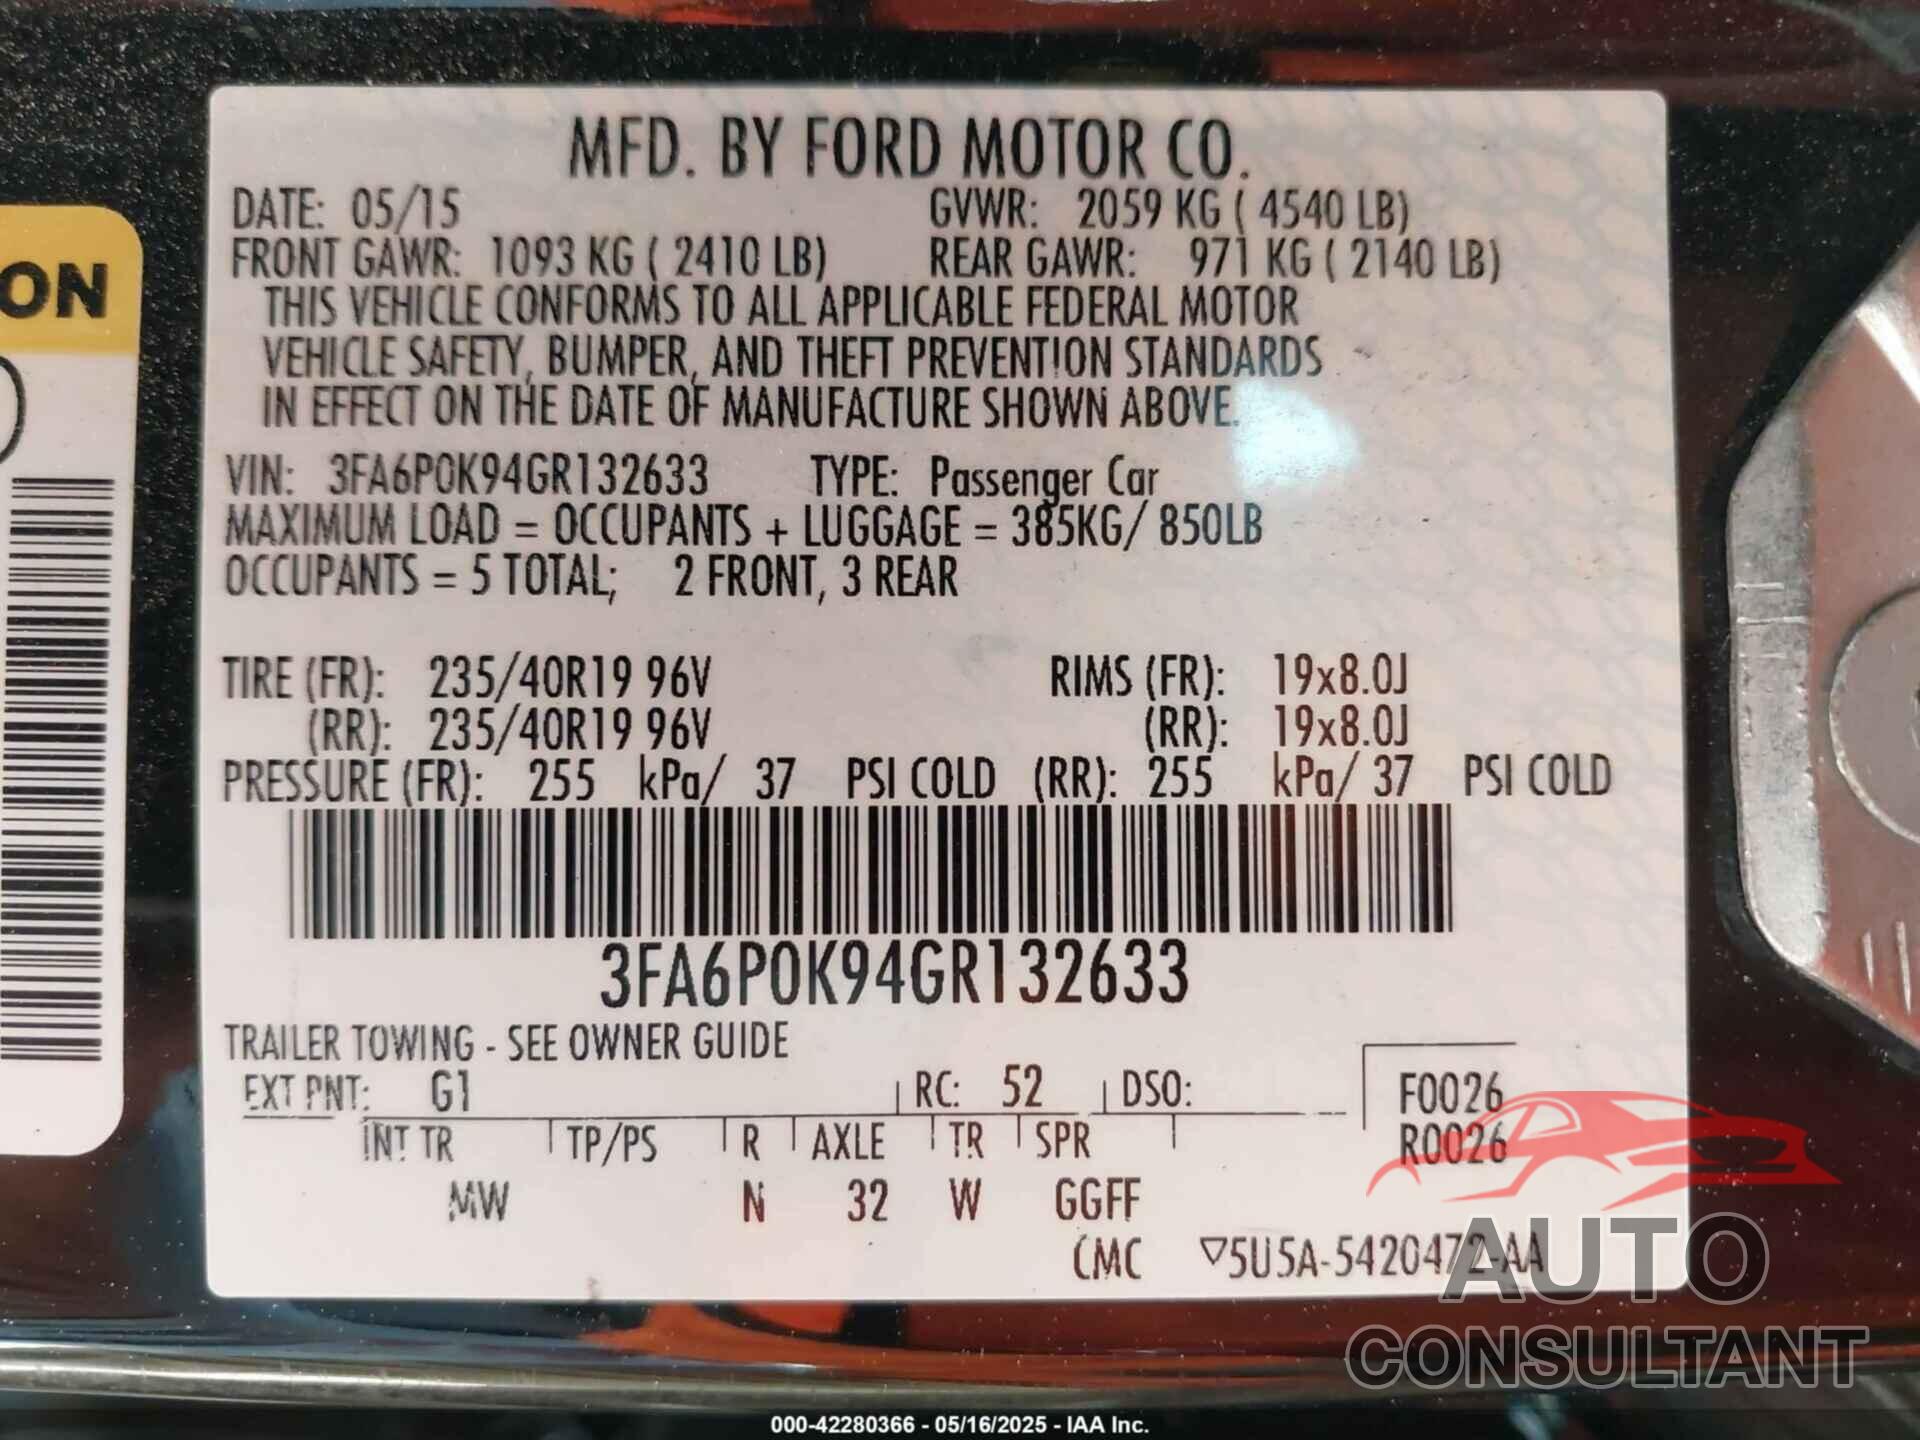 MFD. BY FORD MOTOR CO.
DATE: 05/15 GVWR: 2059 KG ( 4540 LB)
FRONT GAWR: 1093 KG ( 2410 LB) REAR GAWR: 971 KG ( 2140 LB)
THIS VEHICLE CONFORMS TO ALL APPLICABLE FEDERAL MOTOR
VEHICLE SAFETY, BUMPER, AND THEFT PREVENTION STANDARDS
IN EFFECT ON THE DATE OF MANUFACTURE SHOWN ABOVE.
ON
VIN: 3FA6P0K94GR132633 TYPE: Passenger Car
MAXIMUM LOAD = OCCUPANTS + LUGGAGE = 385KG/ 850LB
OCCUPANTS = 5 TOTAL; 2 FRONT, 3 REAR
TIRE (FR): 235/40R19 96V RIMS (FR): 19x8.0J
(RR): 235/40R19 96V (RR): 19x8.0J
PRESSURE (FR): 255 kPa/ 37 PSI COLD (RR): 255 kPa/ 37 PSI COLD
3FA6P0K94GR132633
TRAILER TOWING - SEE OWNER GUIDE
EXT PNT: G1 RC: 52 DSO: F0026
INT TR TP/PS R AXLE TR SPR R0026
MW N 32 W GGFF
CMC ▽5U5A-5420472-AA
AUTO
CONSULTANT
000-42280366 - 05/16/2025 - IAA Inc.